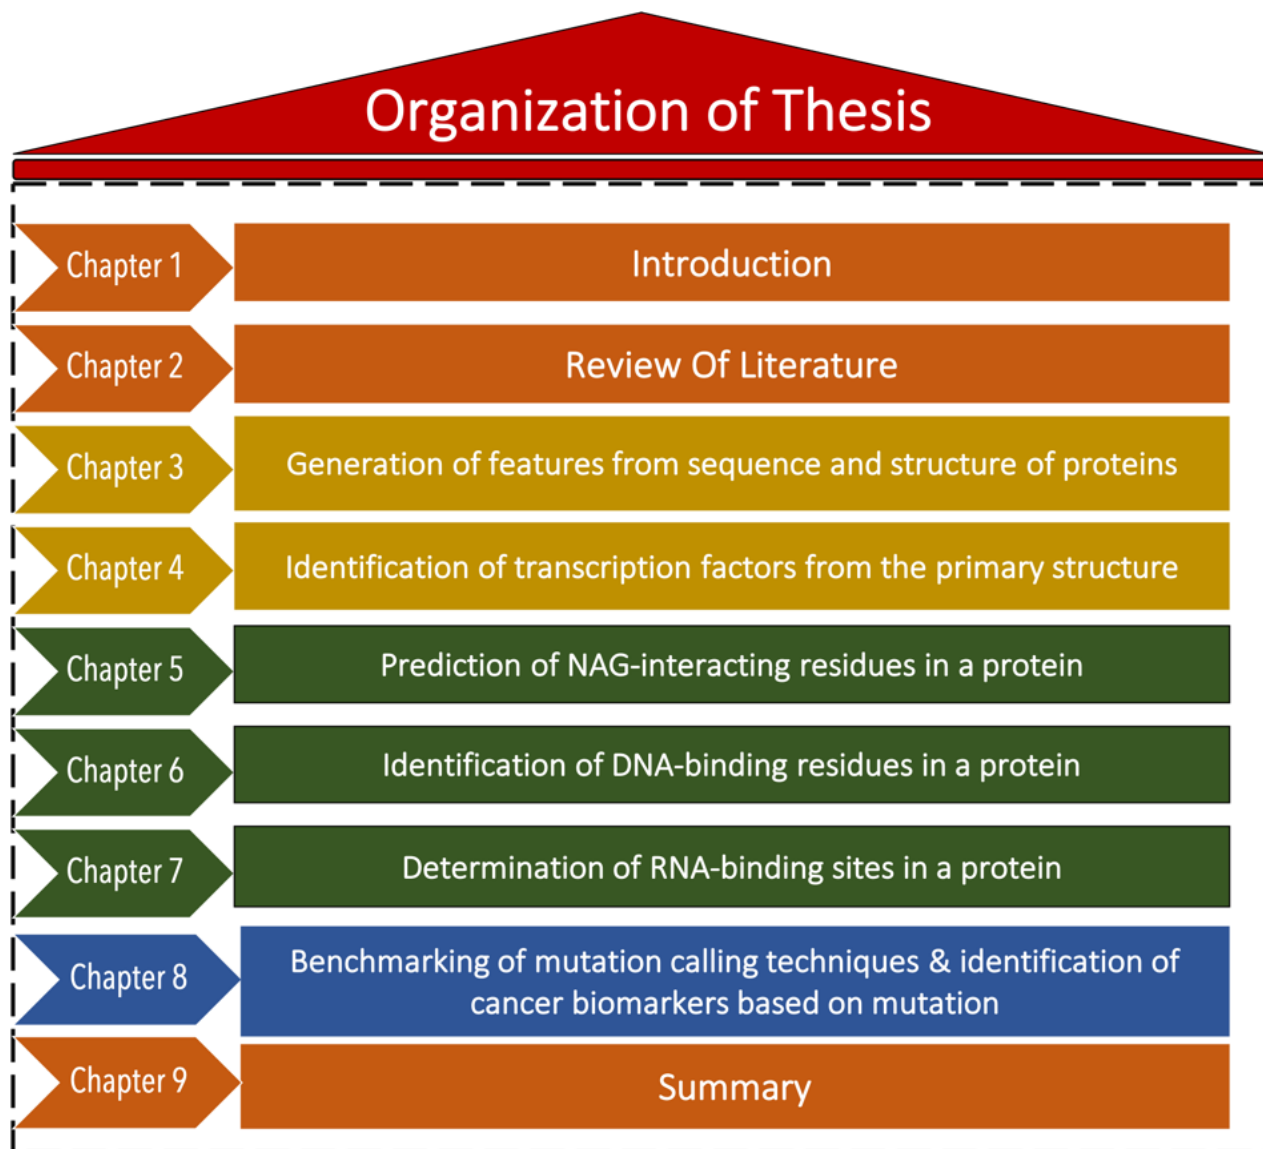 Organization of Thesis
Chapter 1
Introduction
Chapter 2
Review Of Literature
Chapter 3
Generation of features from sequence and structure of proteins
Chapter 4
Identification of transcription factors from the primary structure
Chapter 5
Prediction of NAG-interacting residues in a protein
Chapter 6
Identification of DNA-binding residues in a protein
Chapter 7
Determination of RNA-binding sites in a protein
Chapter 8
Benchmarking of mutation calling techniques & identification of
cancer biomarkers based on mutation
Chapter 9
Summary